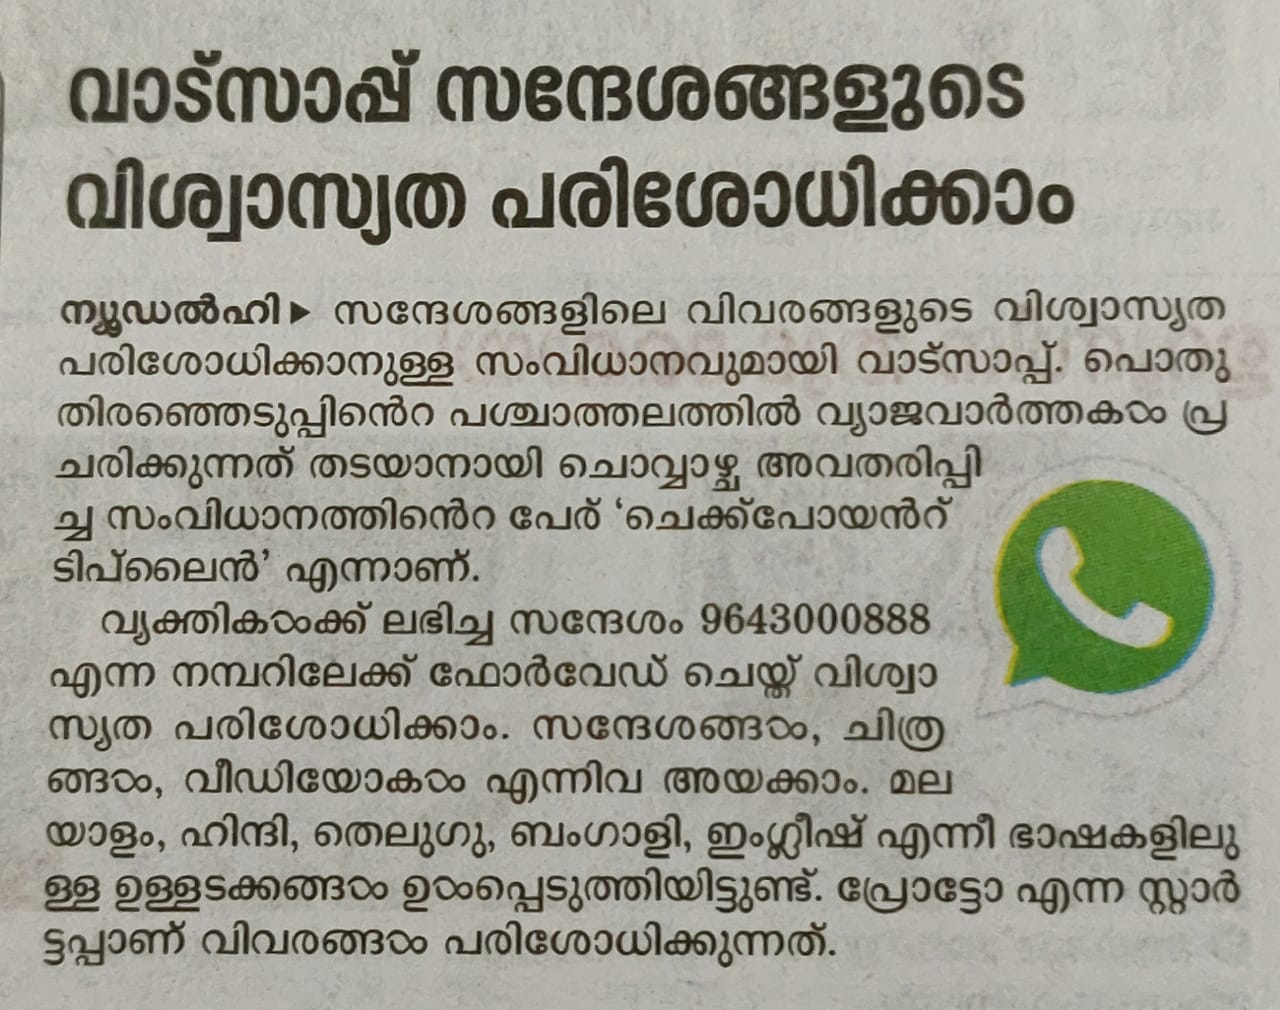 വാട്സാപ്പ് സന്ദേശങ്ങളുടെ
വിശ്വാസ്യത പരിശോധിക്കാം
ന്യൂഡൽഹി▶ സന്ദേശങ്ങളിലെ വിവരങ്ങളുടെ വിശ്വാസ്യത
പരിശോധിക്കാനുള്ള സംവിധാനവുമായി വാട്സാപ്പ്. പൊതു
തിരഞ്ഞെടുപ്പിന്റെ പശ്ചാത്തലത്തിൽ വ്യാജവാർത്തകൾ പ്ര
ചരിക്കുന്നത് തടയാനായി ചൊവ്വാഴ്ച അവതരിപ്പി
ച്ച സംവിധാനത്തിന്റെ പേര് ‘ചെക്ക്പോയന്റ്
ടിപ്‌ലൈൻ’ എന്നാണ്.
വ്യക്തികൾക്ക് ലഭിച്ച സന്ദേശം 9643000888
എന്ന നമ്പറിലേക്ക് ഫോർവേഡ് ചെയ്ത് വിശ്വാ
സ്യത പരിശോധിക്കാം. സന്ദേശങ്ങൾ, ചിത്ര
ങ്ങൾ, വീഡിയോകൾ എന്നിവ അയക്കാം. മല
യാളം, ഹിന്ദി, തെലുഗു, ബംഗാളി, ഇംഗ്ലീഷ് എന്നീ ഭാഷകളിലു
ള്ള ഉള്ളടക്കങ്ങൾ ഉൾപ്പെടുത്തിയിട്ടുണ്ട്. പ്രോട്ടോ എന്ന സ്റ്റാർ
ട്ടപ്പാണ് വിവരങ്ങൾ പരിശോധിക്കുന്നത്.